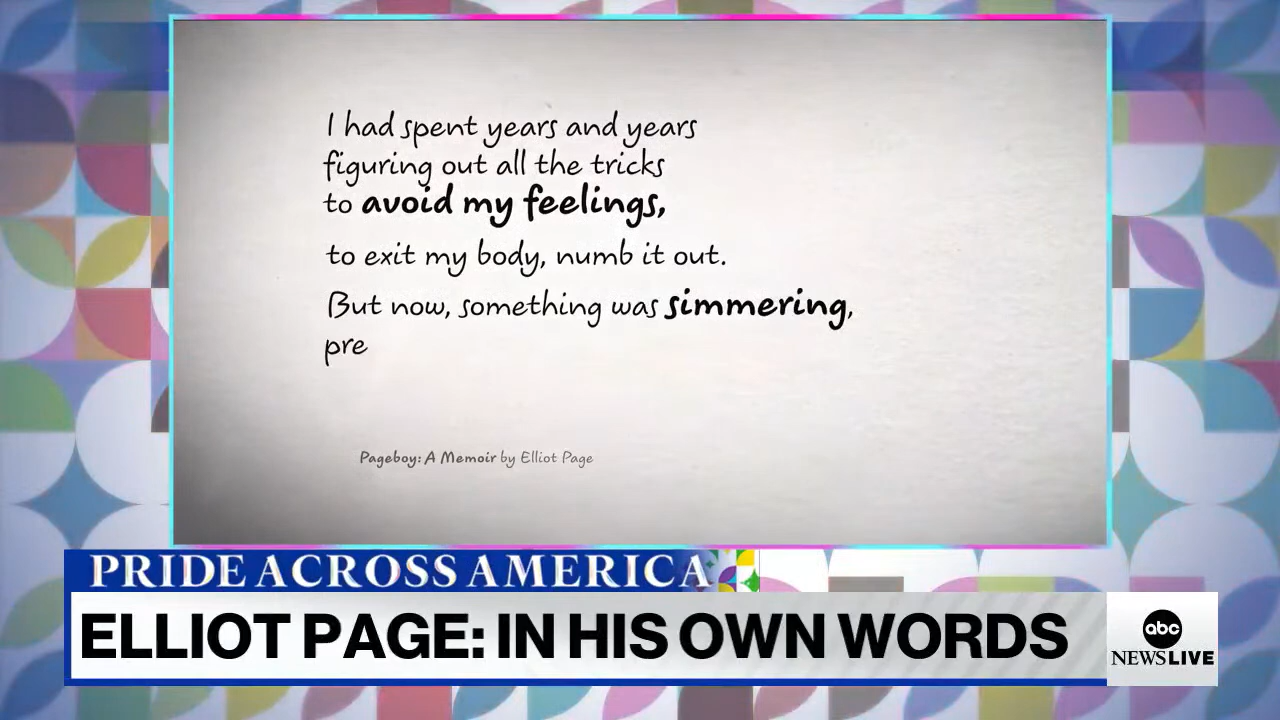 I had spent years and years
figuring out all the tricks
to avoid my feelings,
to exit my body, numb it out.
But now, something was simmering,
pre
Pageboy: A Memoir by Elliot Page
PRIDE ACROSS AMERICA
ELLIOT PAGE: IN HIS OWN WORDS
abc
NEWSLIVE